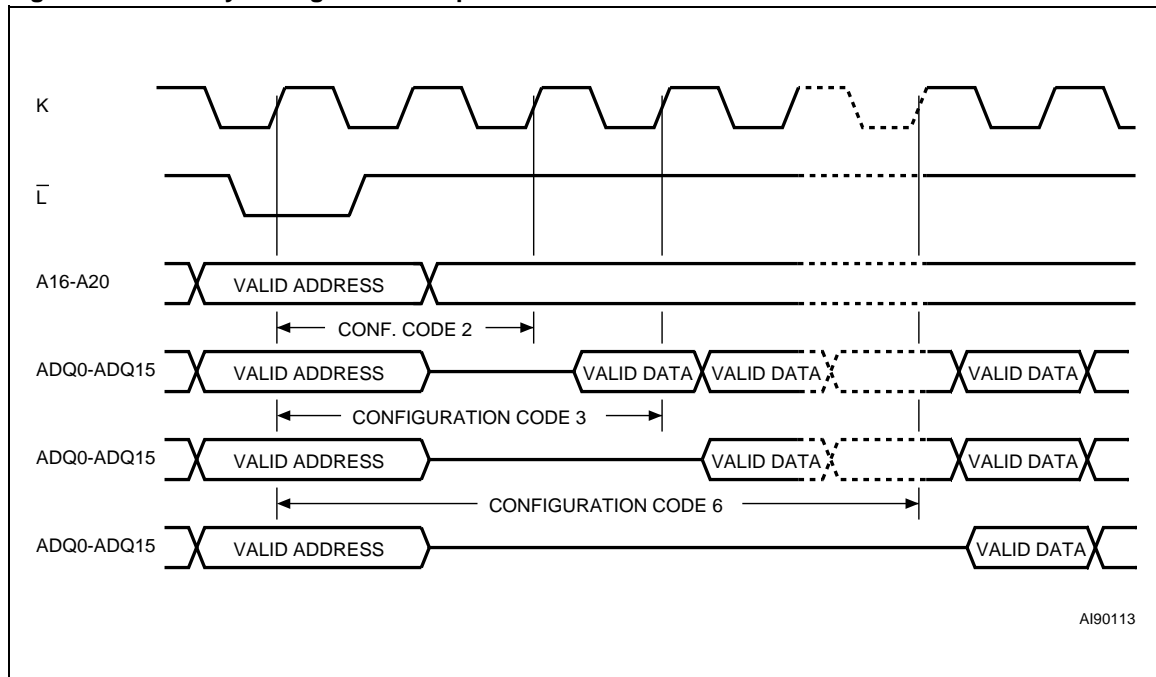 K
L
A16-A20
VALID ADDRESS
CONF. CODE 2
ADQ0-ADQ15
VALID ADDRESS
VALID DATA
VALID DATA
VALID DATA
CONFIGURATION CODE 3
ADQ0-ADQ15
VALID ADDRESS
VALID DATA
VALID DATA
CONFIGURATION CODE 6
ADQ0-ADQ15
VALID ADDRESS
VALID DATA
AI90113